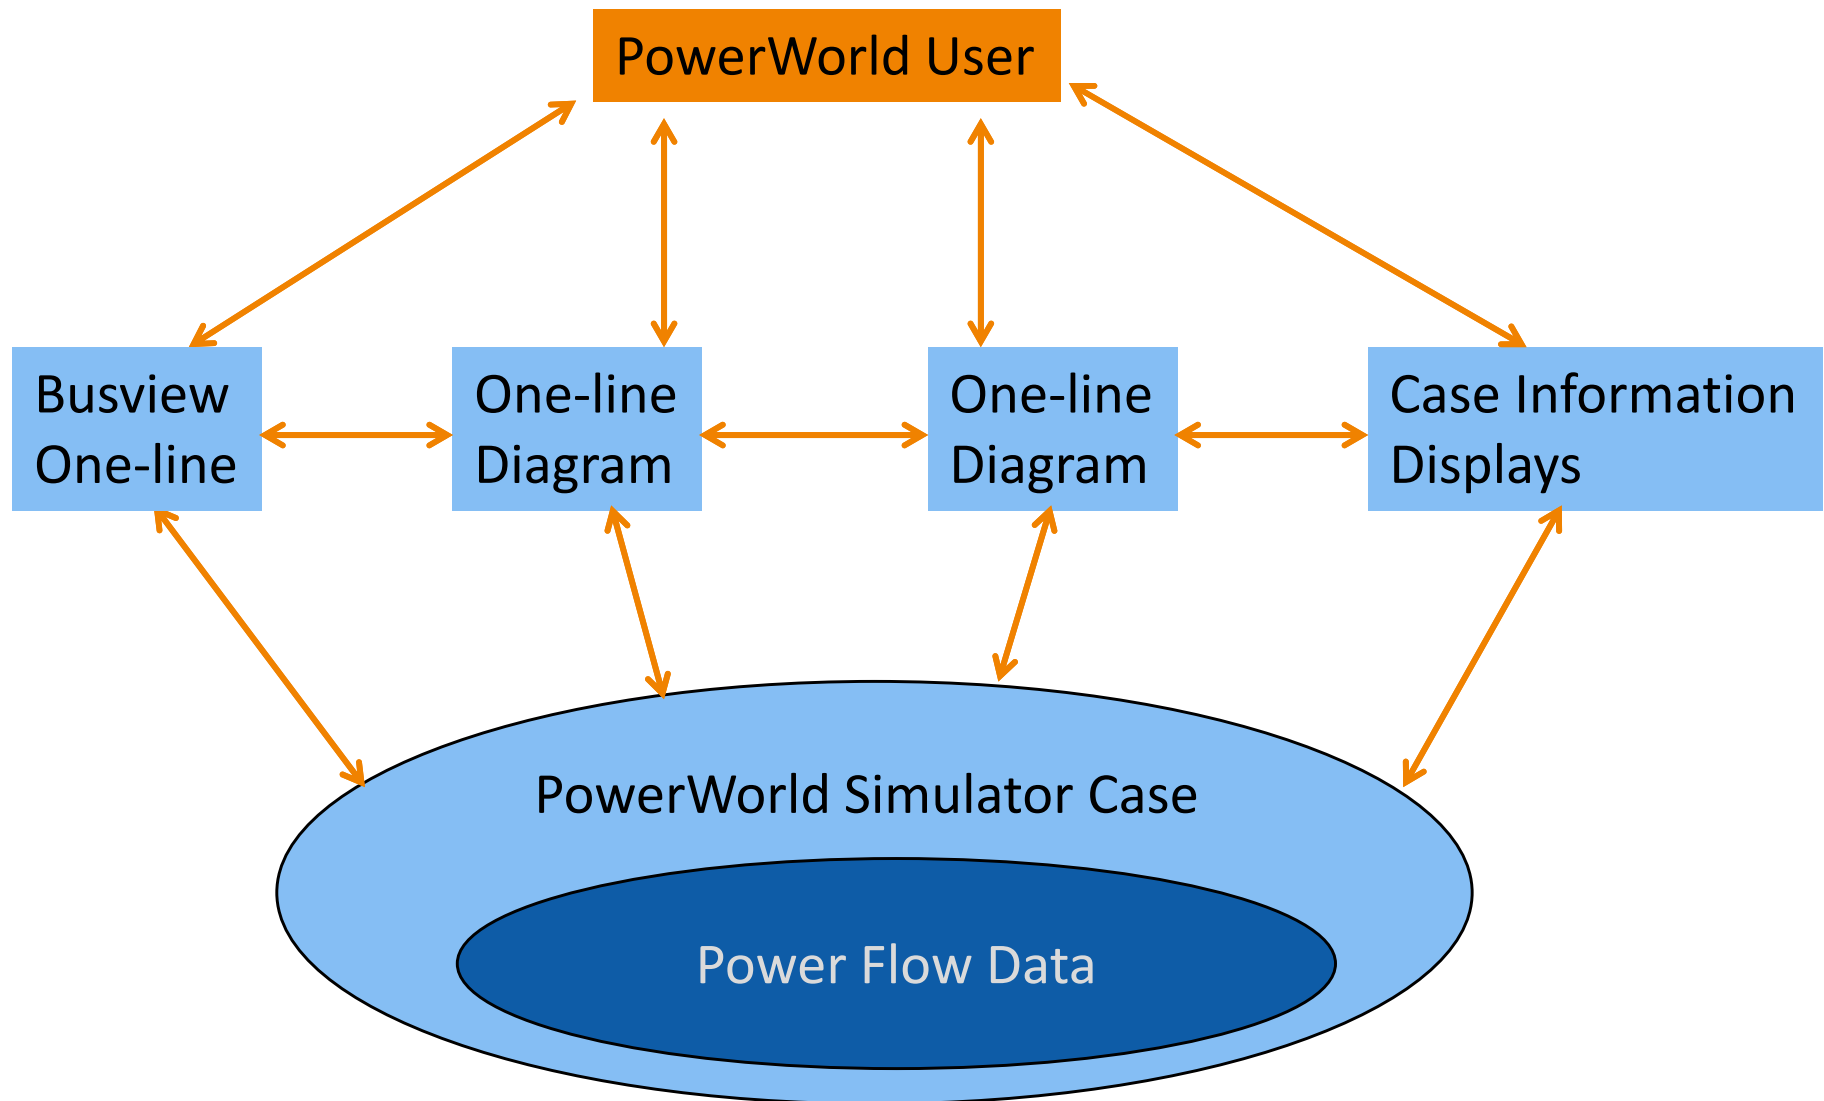 PowerWorld User
Busview
One-line
One-line
Diagram
One-line
Diagram
Case Information
Displays
PowerWorld Simulator Case
Power Flow Data